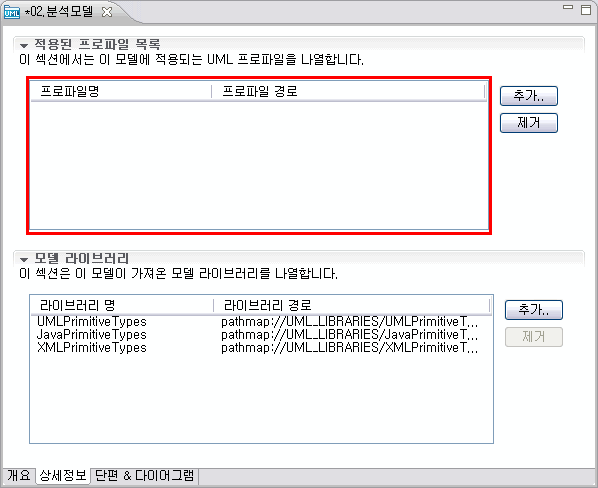 UML *02.분석모델
적용된 프로파일 목록
이 섹션에서는 이 모델에 적용되는 UML 프로파일을 나열합니다.
프로파일명 프로파일 경로
추가..
제거
모델 라이브러리
이 섹션은 이 모델이 가져온 모델 라이브러리를 나열합니다.
라이브러리 명 라이브러리 경로
추가..
UMLPrimitiveTypes pathmap://UML_LIBRARIES/UMLPrimitiveT...
JavaPrimitiveTypes pathmap://UML_LIBRARIES/JavaPrimitiveT...
XMLPrimitiveTypes pathmap://UML_LIBRARIES/XMLPrimitiveT...
제거
개요 상세정보 단편 & 다이어그램